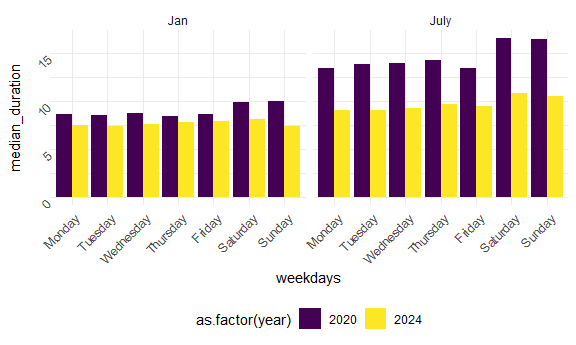 Jan July
median_duration
15
10
5
0
Monday Tuesday Wednesday Thursday Friday Saturday Sunday Monday Tuesday Wednesday Thursday Friday Saturday Sunday
weekdays
as.factor(year) 2020 2024